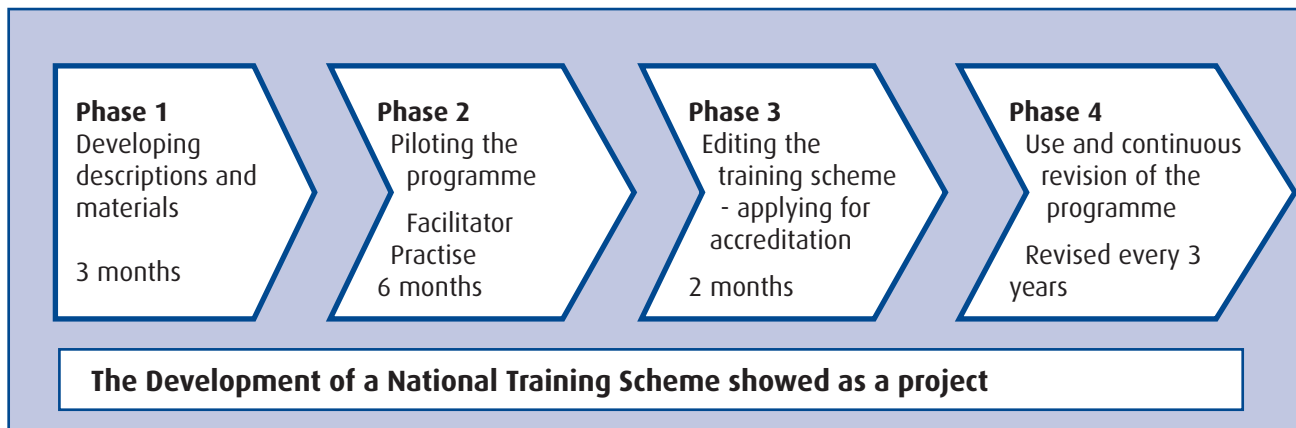 Phase 1
Developing
descriptions and
materials
3 months
Phase 2
Piloting the
programme
Facilitator
Practise
6 months
Phase 3
Editing the
training scheme
- applying for
accreditation
2 months
Phase 4
Use and continuous
revision of the
programme
Revised every 3
years
The Development of a National Training Scheme showed as a project